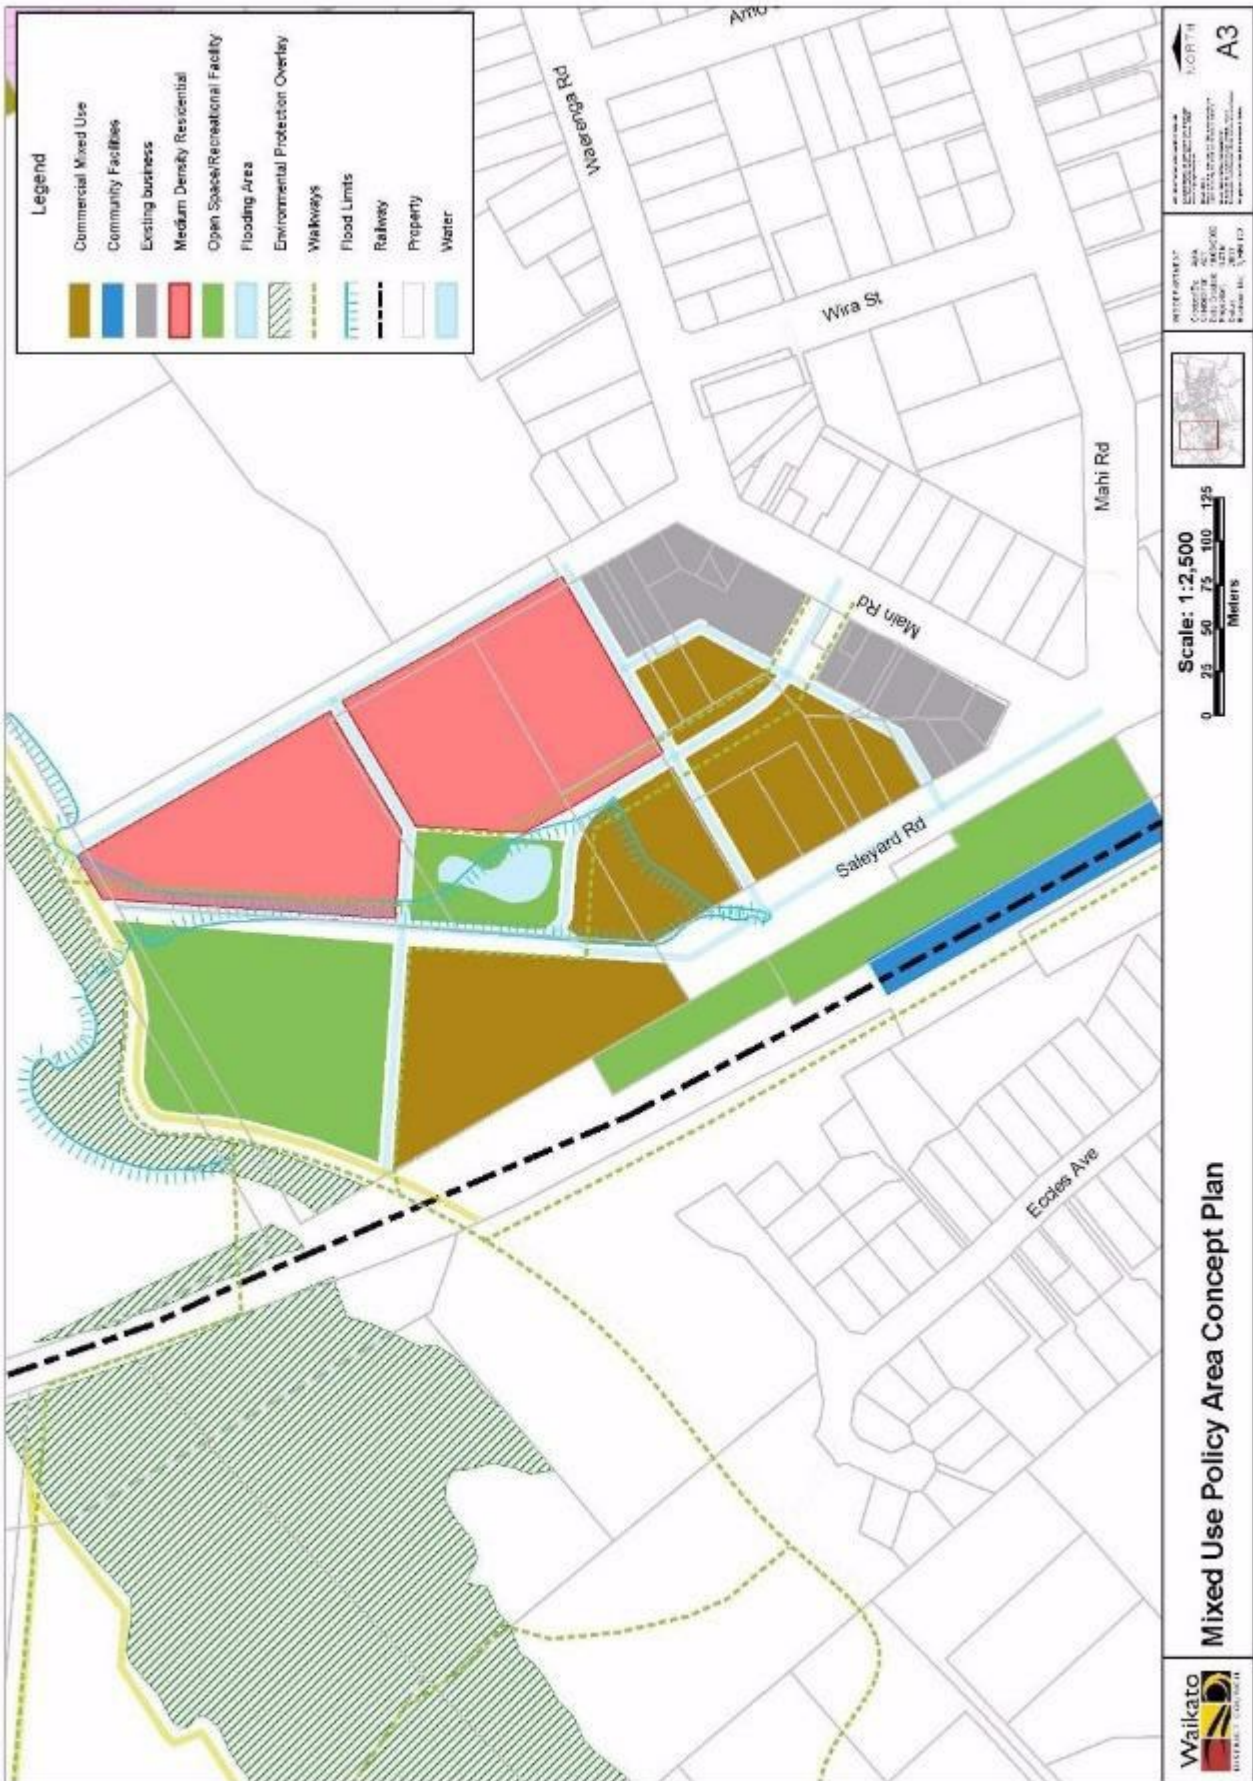 Legend
Commercial Mixed Use
Community Facilities
Existing business
Medium Density Residential
Open Space/Recreational Facility
Flooding Area
Environmental Protection Overlay
Walkways
Flood Limits
Railway
Property
Water
Waerenga Rd
Wira St
Main Rd
Mahi Rd
Saleyard Rd
Eccles Ave
Waikato
DISTRICT COUNCIL
Mixed Use Policy Area Concept Plan
Scale: 1:2,500
0 25 50 75 100 125
Meters
NORTH
A3